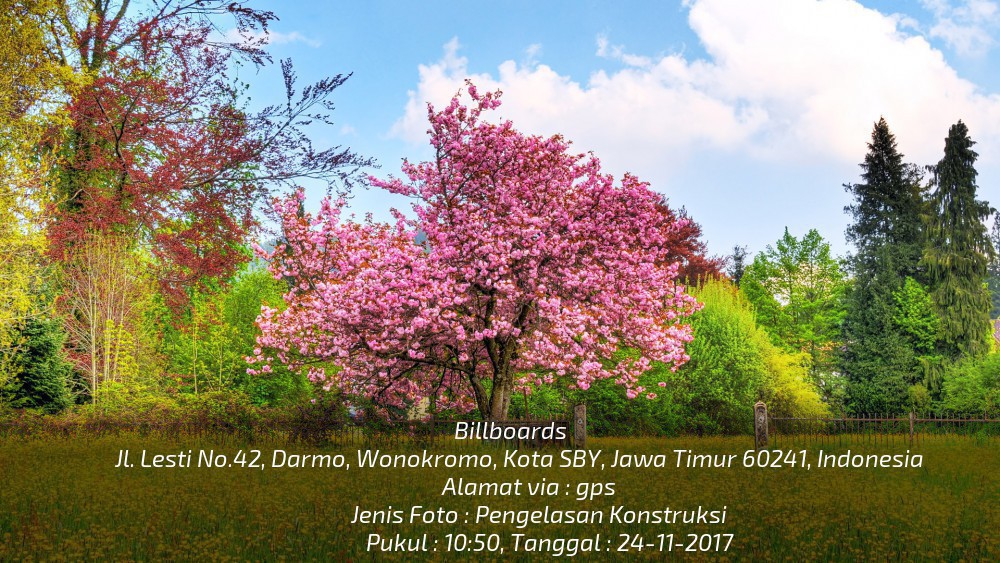 Billboards
Jl. Lesti No.42, Darmo, Wonokromo, Kota SBY, Jawa Timur 60241, Indonesia
Alamat via : gps
Jenis Foto : Pengelasan Konstruksi
Pukul : 10:50, Tanggal : 24-11-2017